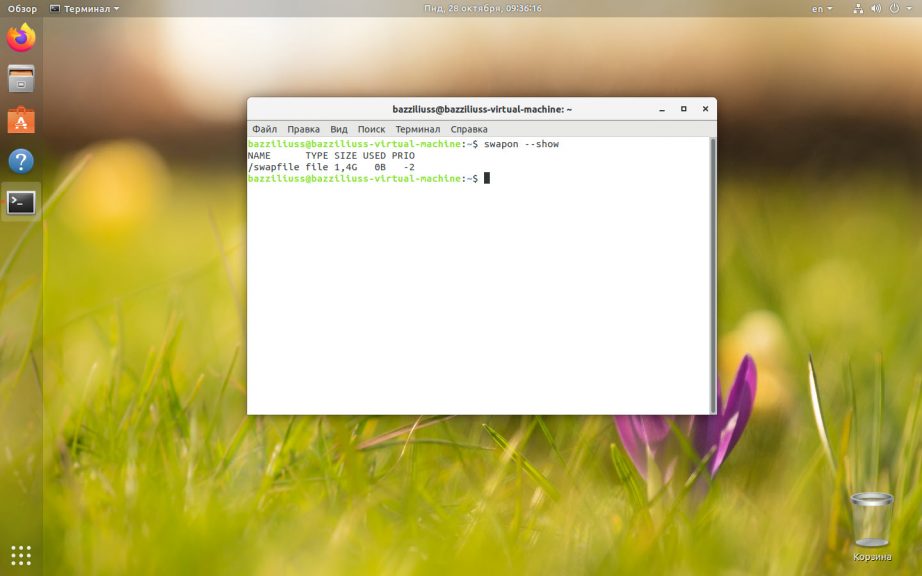 Обзор Терминал Пнд, 28 октября, 09:36:16 en
bazziliuss@bazziliuss-virtual-machine: ~
Файл Правка Вид Поиск Терминал Справка
bazziliuss@bazziliuss-virtual-machine:~$ swapon --show
NAME TYPE SIZE USED PRIO
/swapfile file 1,4G 0B -2
bazziliuss@bazziliuss-virtual-machine:~$
Корзина